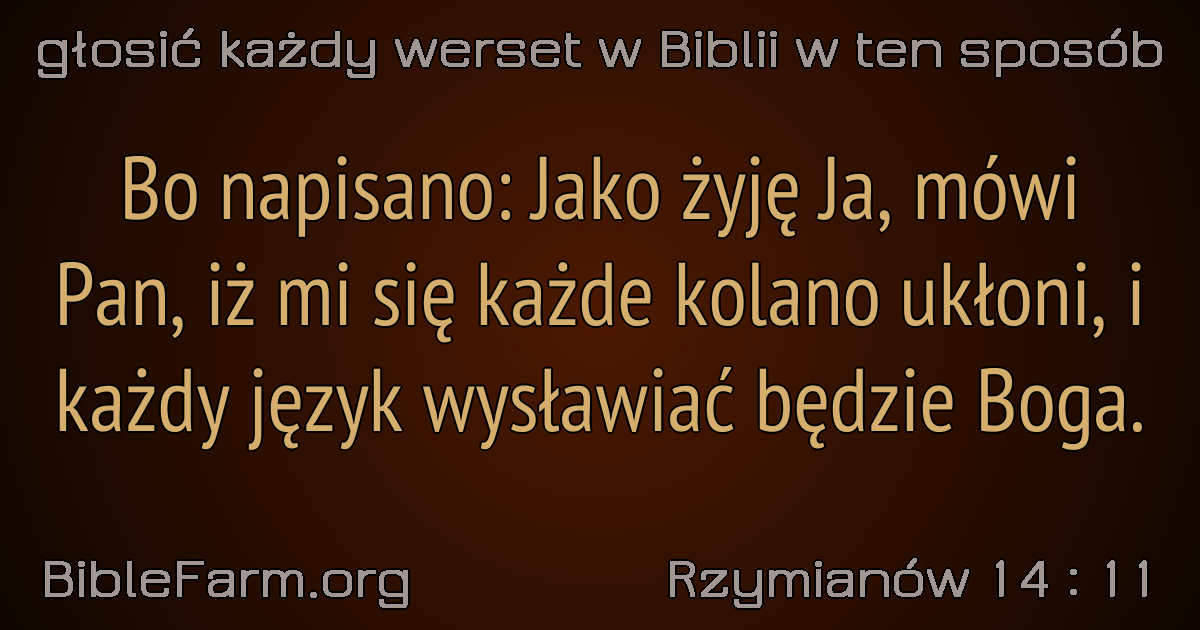 głosić każdy werset w Biblii w ten sposób
Bo napisano: Jako żyję Ja, mówi
Pan, iż mi się każde kolano ukłoni, i
każdy język wysławiać będzie Boga.
BibleFarm.org
Rzymianów 14 : 11